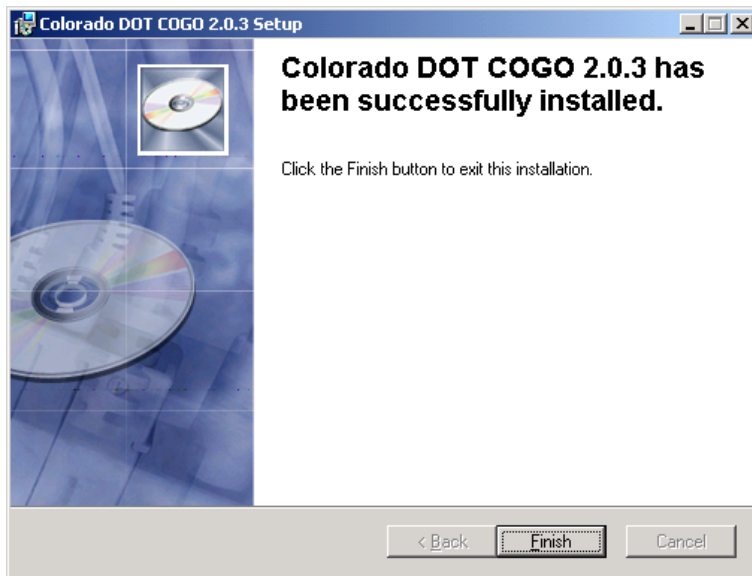 Colorado DOT COGO 2.0.3 Setup
Colorado DOT COGO 2.0.3 has
been successfully installed.
Click the Finish button to exit this installation.
< Back Finish Cancel